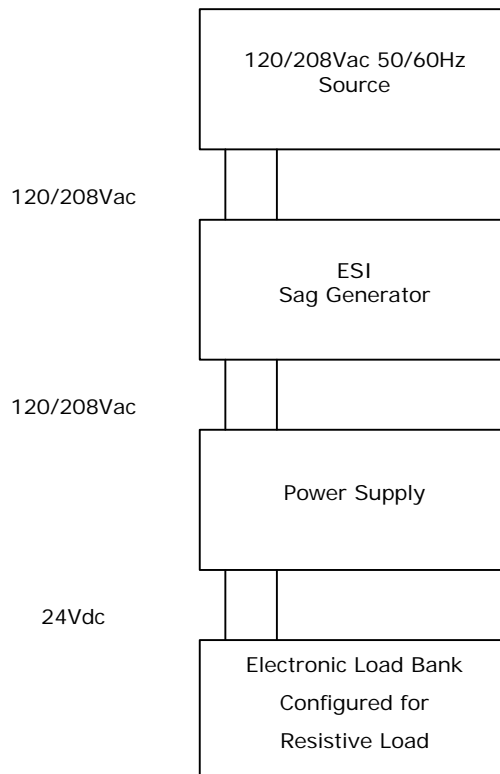 120/208Vac 50/60Hz
Source
120/208Vac
ESI
Sag Generator
120/208Vac
Power Supply
24Vdc
Electronic Load Bank
Configured for
Resistive Load